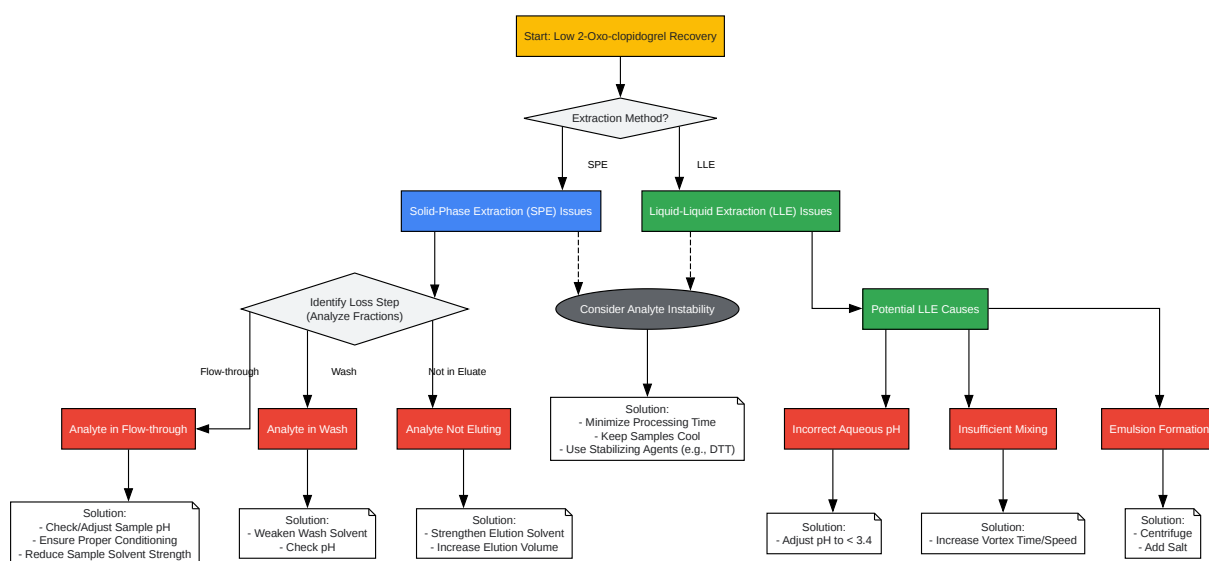 Start: Low 2-Oxo-clopidogrel Recovery
Extraction Method?
SPE
LLE
Solid-Phase Extraction (SPE) Issues
Liquid-Liquid Extraction (LLE) Issues
Identify Loss Step
(Analyze Fractions)
Consider Analyte Instability
Potential LLE Causes
Flow-through
Wash
Not in Eluate
Analyte in Flow-through
Analyte in Wash
Analyte Not Eluting
Solution:
- Minimize Processing Time
- Keep Samples Cool
- Use Stabilizing Agents (e.g., DTT)
Incorrect Aqueous pH
Insufficient Mixing
Emulsion Formation
Solution:
- Check/Adjust Sample pH
- Ensure Proper Conditioning
- Reduce Sample Solvent Strength
Solution:
- Weaken Wash Solvent
- Check pH
Solution:
- Strengthen Elution Solvent
- Increase Elution Volume
Solution:
- Adjust pH to < 3.4
Solution:
- Increase Vortex Time/Speed
Solution:
- Centrifuge
- Add Salt